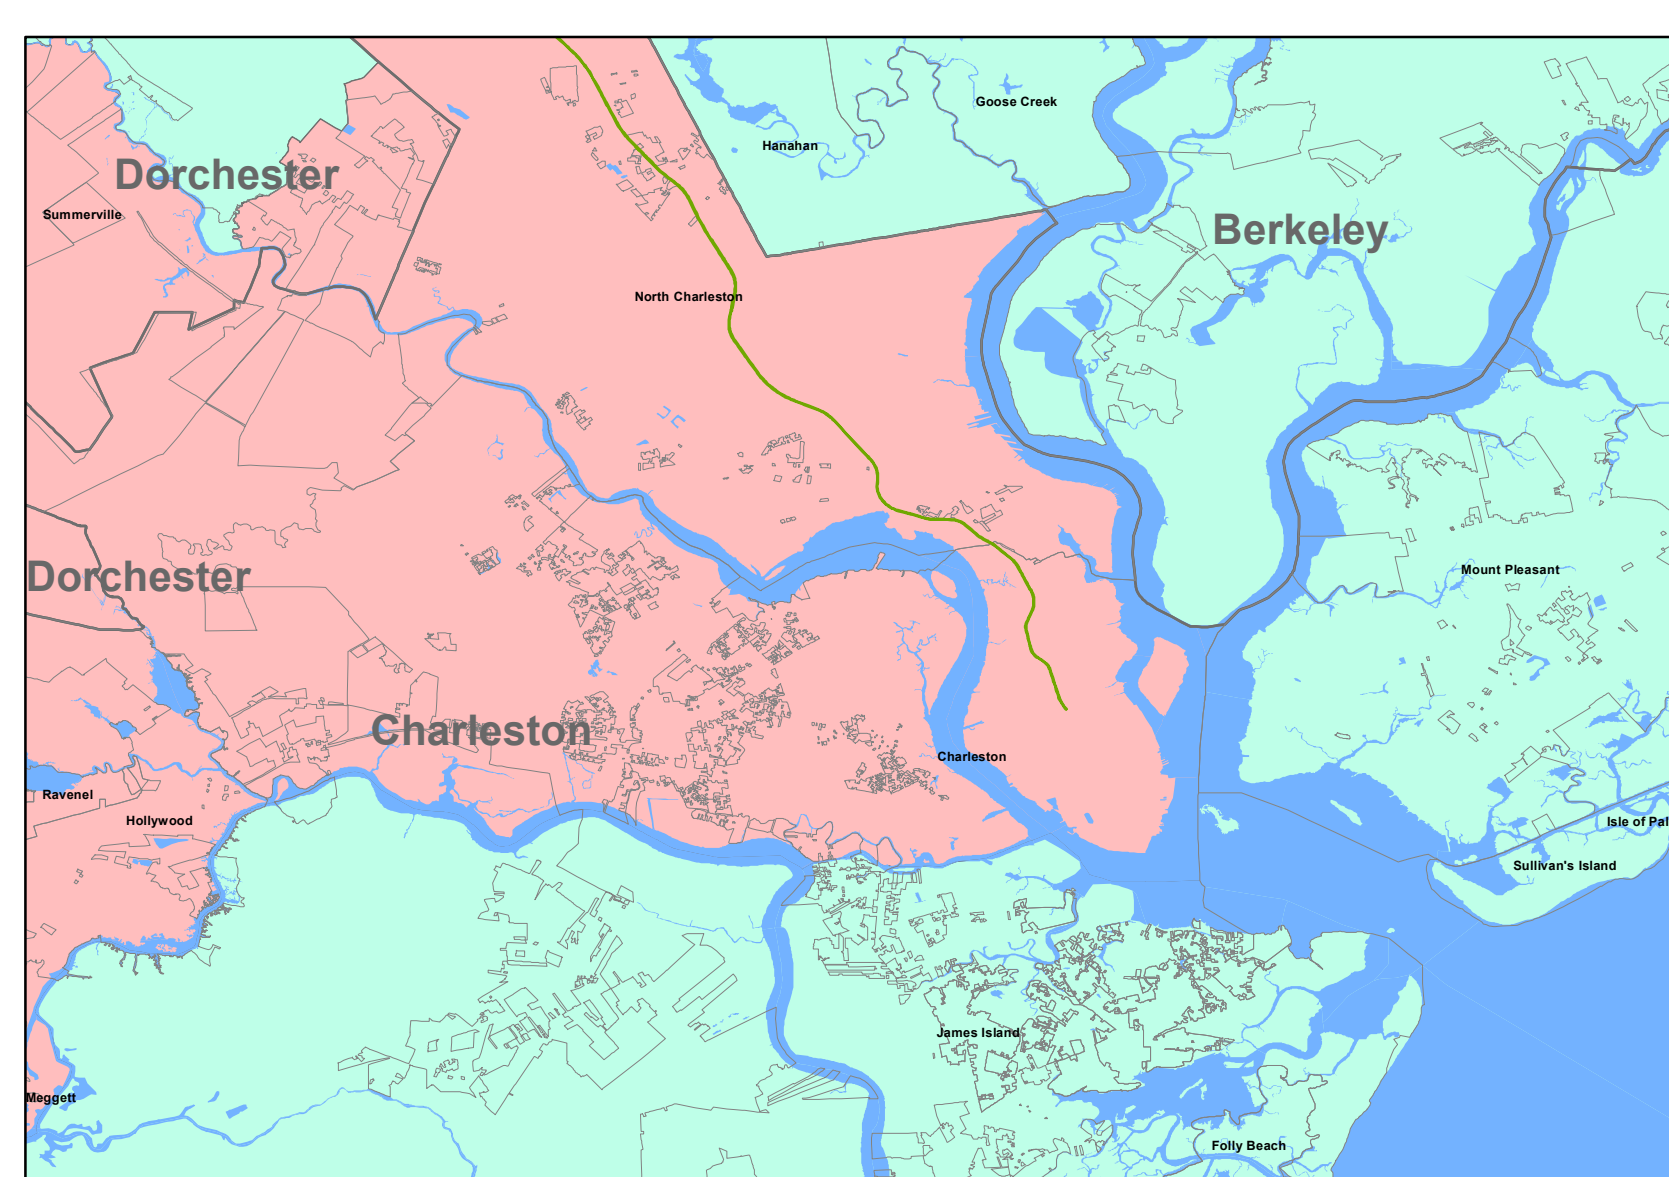 Goose Creek
Hanahan
Dorchester
Summerville
Berkeley
North Charleston
Mount Pleasant
Dorchester
Charleston
Charleston
Ravenel
Hollywood
Isle of Pal
Sullivan's Island
James Island
Meggett
Folly Beach